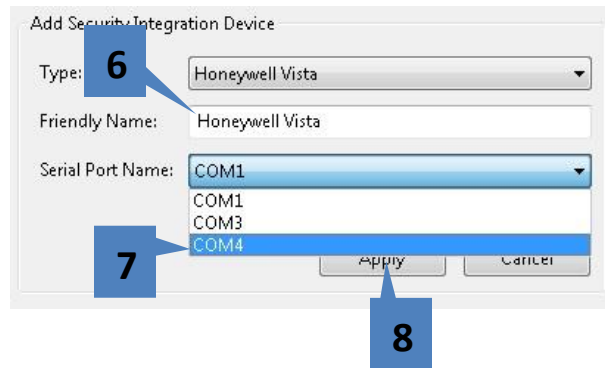 Add Security Integration Device
Type: Honeywell Vista
6
Friendly Name: Honeywell Vista
Serial Port Name: COM1
COM1
COM3
COM4
7
Apply Cancel
8